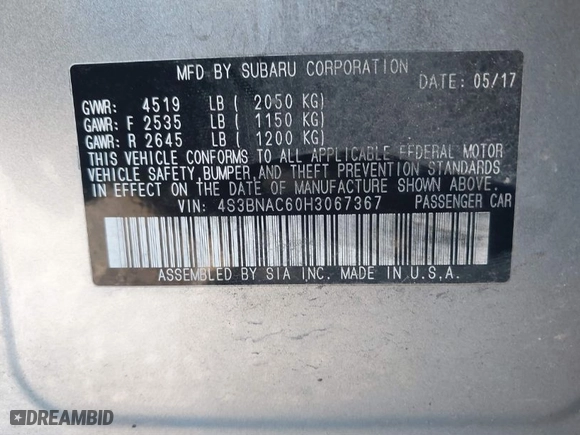 MFD BY SUBARU CORPORATION
DATE: 05/17
GVWR: 4519 LB ( 2050 KG)
GAWR: F 2535 LB ( 1150 KG)
GAWR: R 2645 LB ( 1200 KG)
THIS VEHICLE CONFORMS TO ALL APPLICABLE FEDERAL MOTOR
VEHICLE SAFETY, BUMPER, AND THEFT PREVENTION STANDARDS
IN EFFECT ON THE DATE OF MANUFACTURE SHOWN ABOVE.
VIN: 4S3BNAC60H3067367 PASSENGER CAR
ASSEMBLED BY SIA INC. MADE IN U.S.A.
DREAMBID